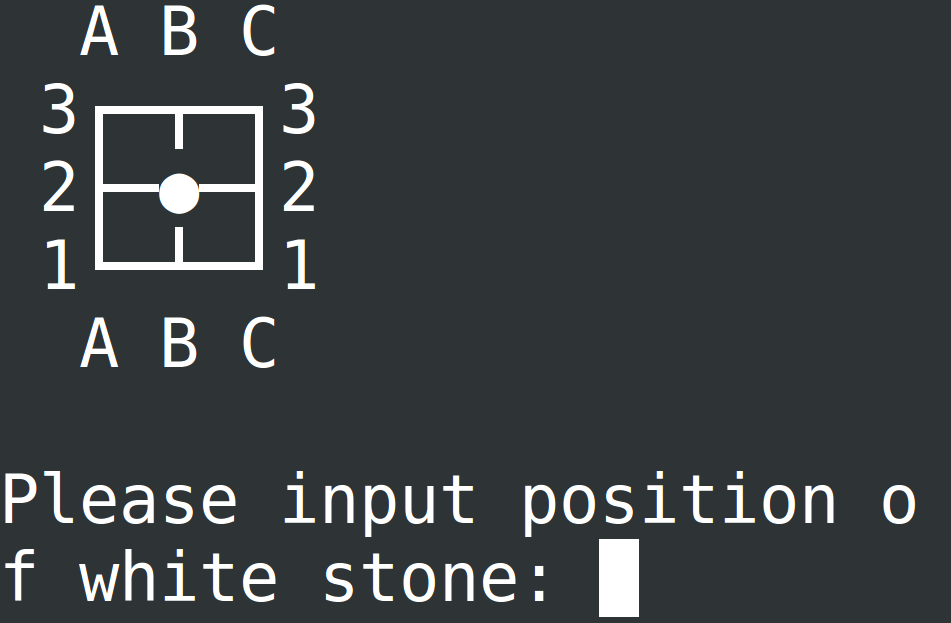 A B C
3 3
2 2
1 1
A B C
Please input position o
f white stone: